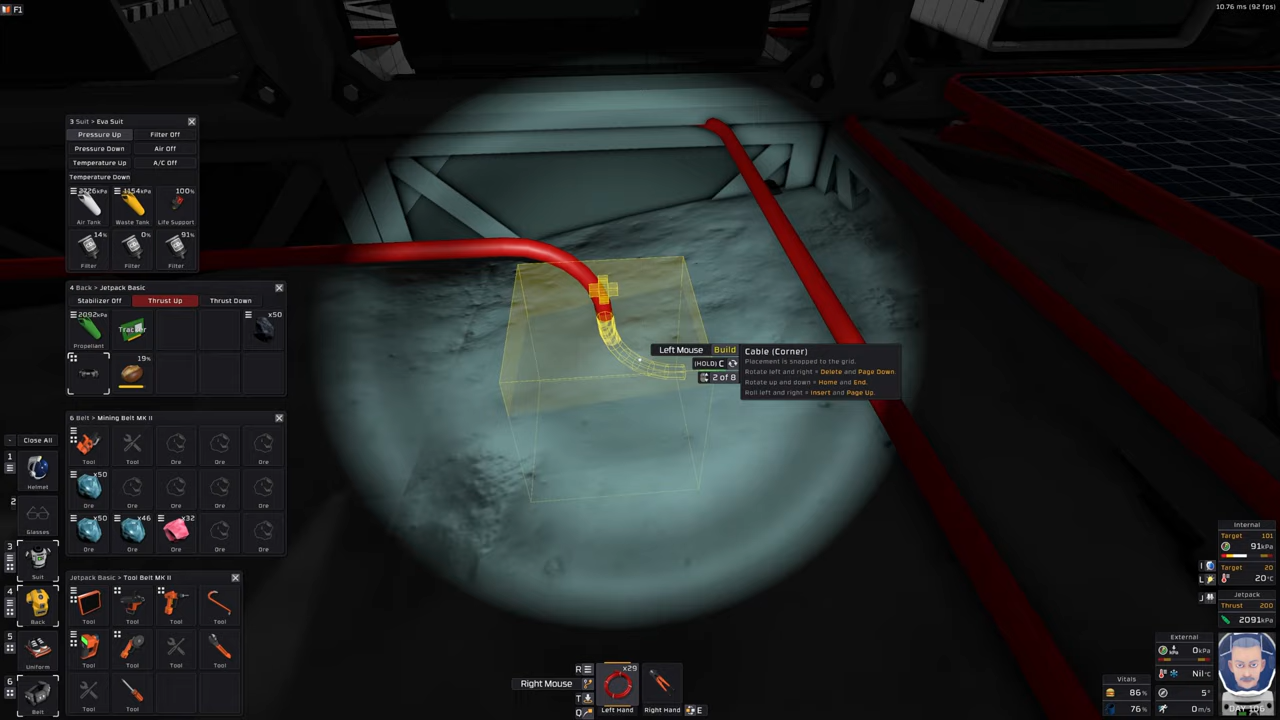 F1
10.76 ms (92 fps)
3 Suit > Eva Suit
Pressure Up
Filter Off
Pressure Down
Air Off
Temperature Up
A/C Off
Temperature Down
1154kPa
100%
Air Tank
Waste Tank
Life Support
14%
0%
91%
Filter
Filter
Filter
4 Back > Jetpack Basic
Stabilizer Off
Thrust Up
Thrust Down
2092kPa
x50
Propellant
Tracker
19%
6 Belt > Mining Belt MK II
Tool
Tool
Ore
Ore
Ore
x50
Ore
Ore
Ore
Ore
Ore
x50
x46
x32
Ore
Ore
Ore
Ore
Ore
Close All
1
Helmet
2
Glasses
3
Suit
4
Back
5
Uniform
6
Belt
Jetpack Basic > Tool Belt MK II
Tool
Tool
Tool
Tool
Tool
Tool
Tool
Tool
Tool
Tool
Left Mouse
Build
(HOLD) C
2 of 8
Cable (Corner)
Placement is snapped to the grid.
Rotate left and right = Delete and Page Down.
Rotate up and down = Home and End.
Roll left and right = Insert and Page Up.
Right Mouse
R
T
Q
x29
Left Hand
Right Hand
E
Internal
Target 101
91kPa
Target 20
20°C
I
L
J
Jetpack
Thrust 200
2091kPa
External
0kPa
Nil°C
5°
0m/s
Vitals
86%
76%
DAY 106